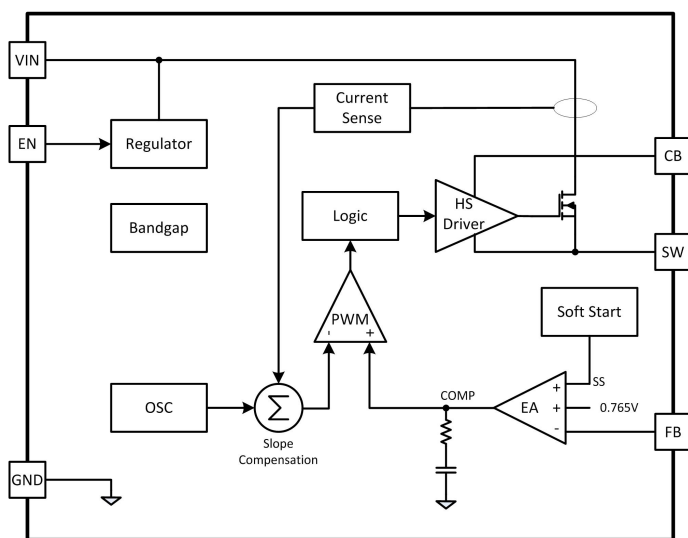 VIN
Current
Sense
EN
Regulator
CB
HS
Driver
Logic
Bandgap
SW
Soft Start
PWM
- +
SS
COMP
+
EA
+
0.765V
-
OSC
Σ
FB
Slope
Compensation
GND